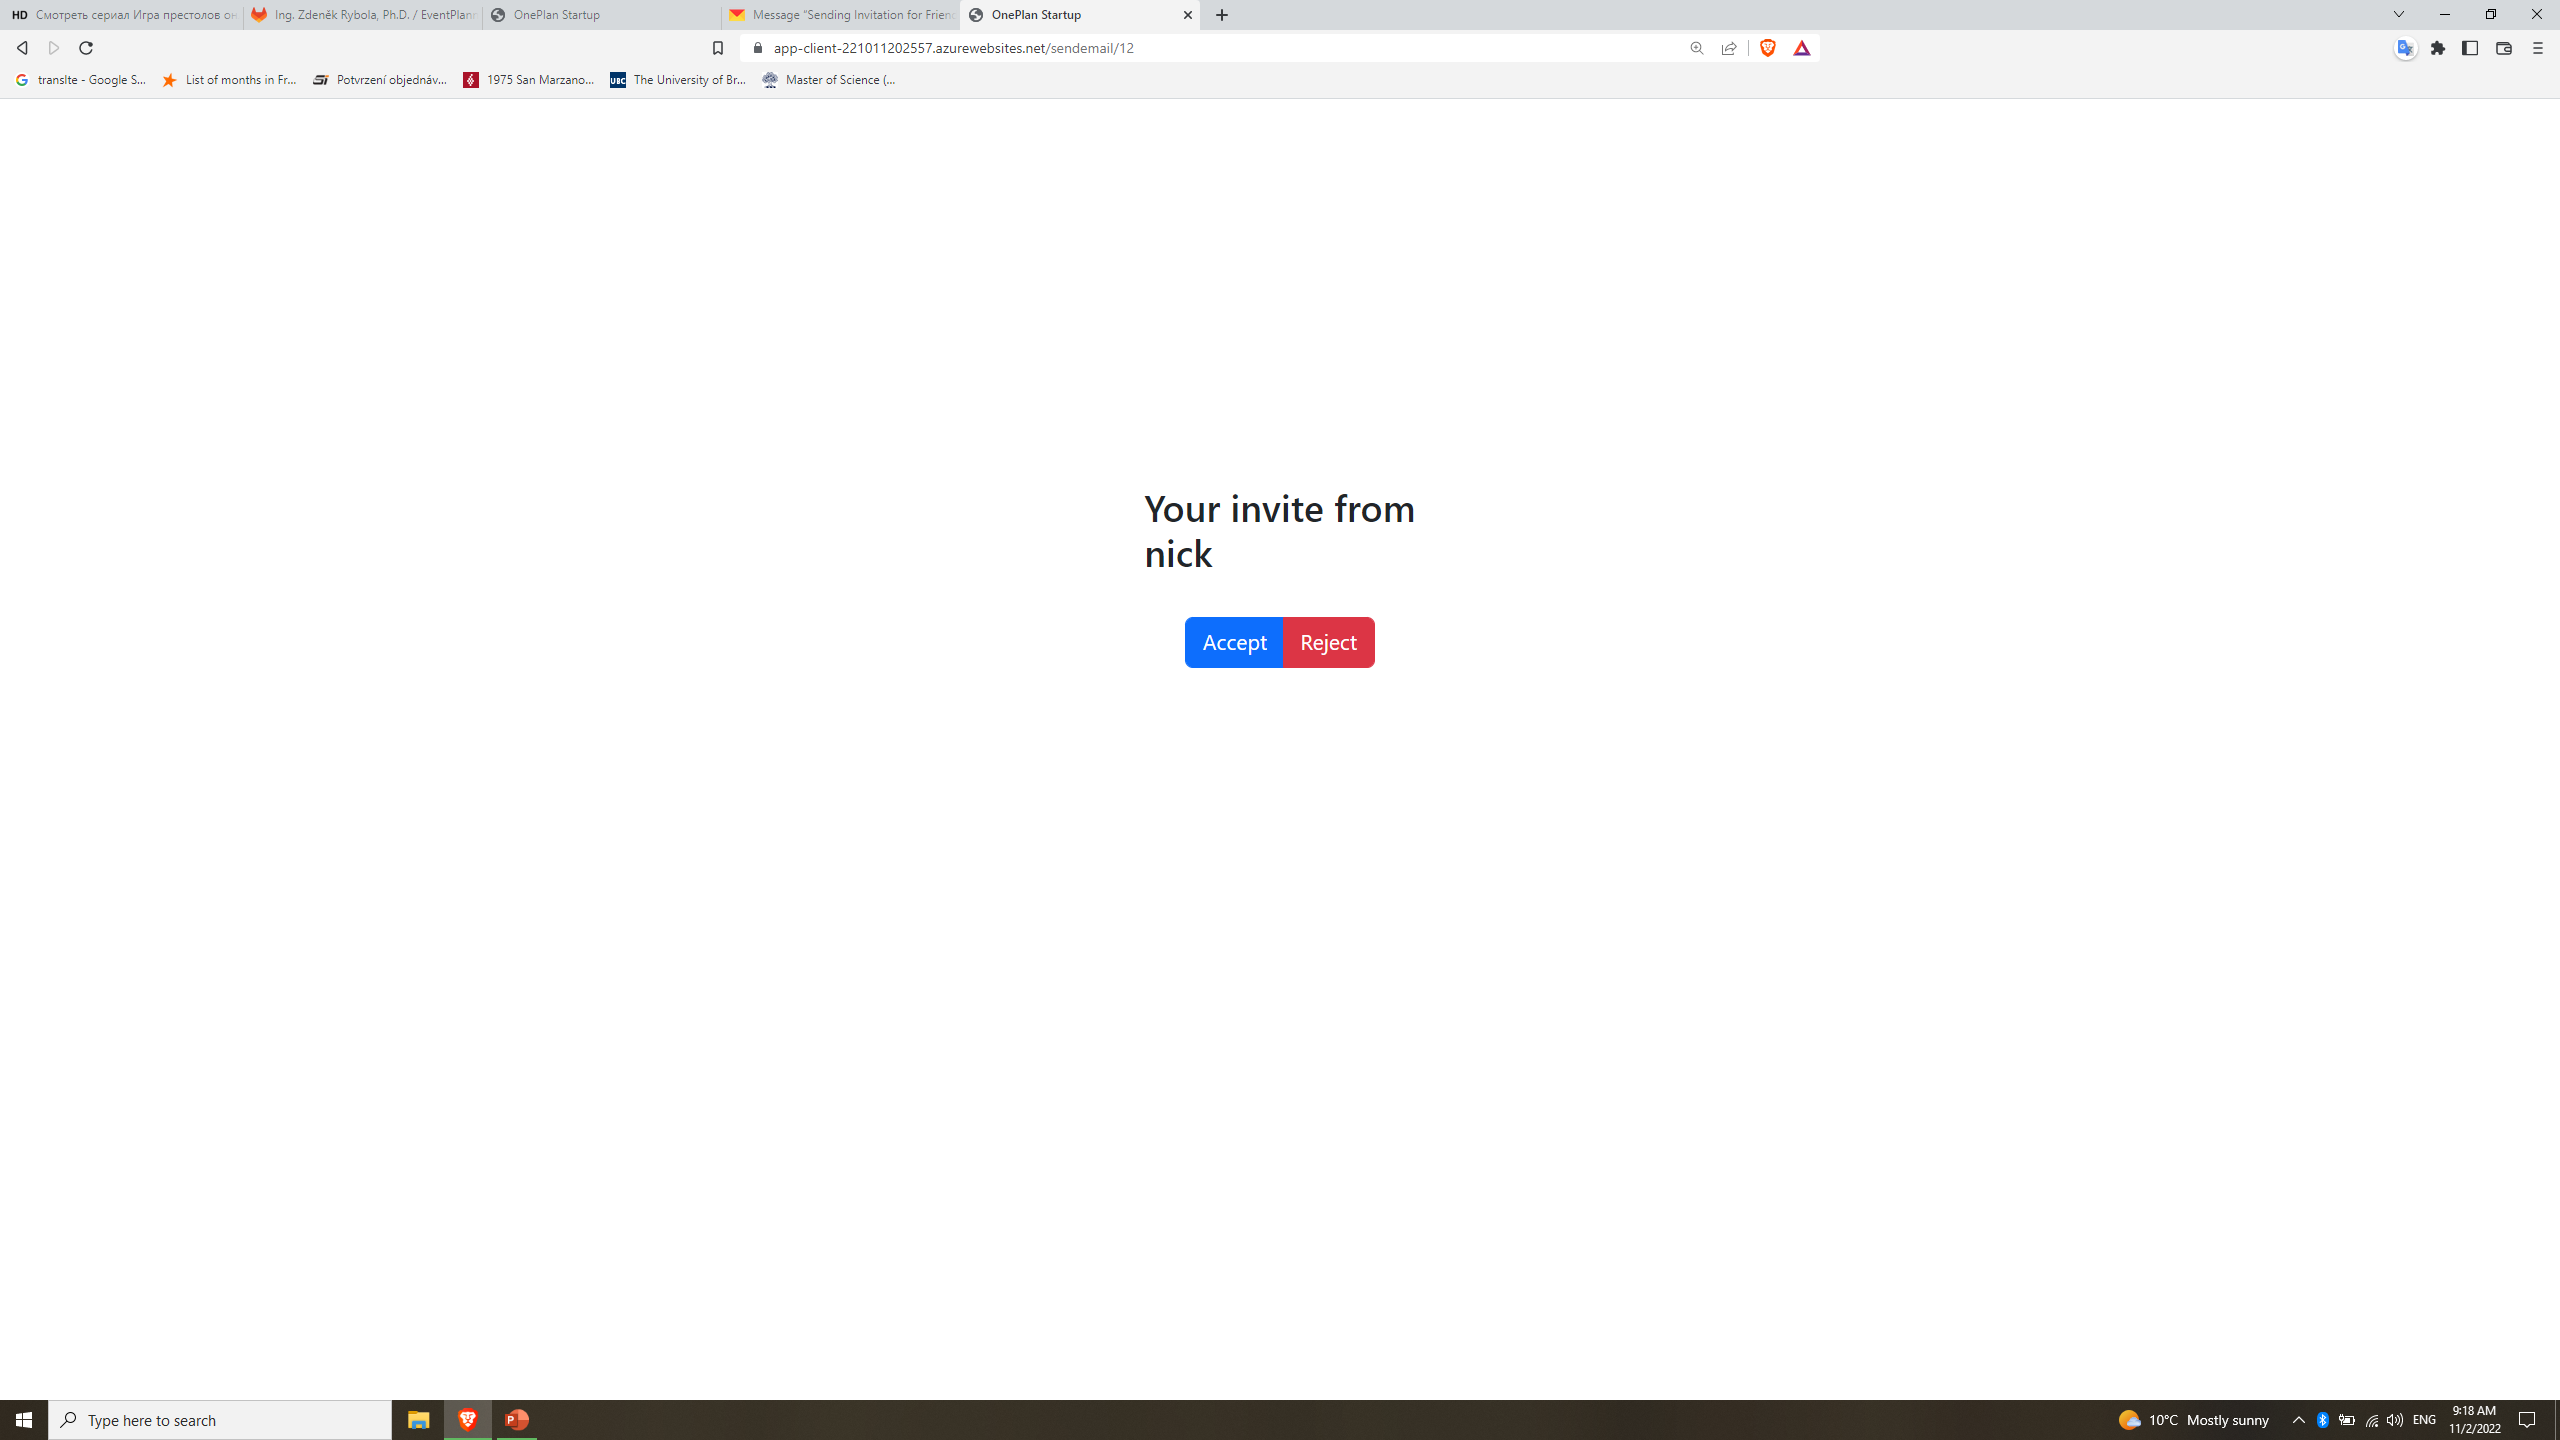 HD Смотреть сериал Игра престолов он
Ing. Zdeněk Rybola, Ph.D. / EventPlan
OnePlan Startup
Message “Sending Invitation for Frien
OnePlan Startup
app-client-221011202557.azurewebsites.net/sendemail/12
translte - Google S...
List of months in Fr...
Potvrzení objednáv...
1975 San Marzano...
UBC The University of Br...
Master of Science (...
Your invite from
nick
Accept
Reject
Type here to search
10°C Mostly sunny
ENG
9:18 AM
11/2/2022